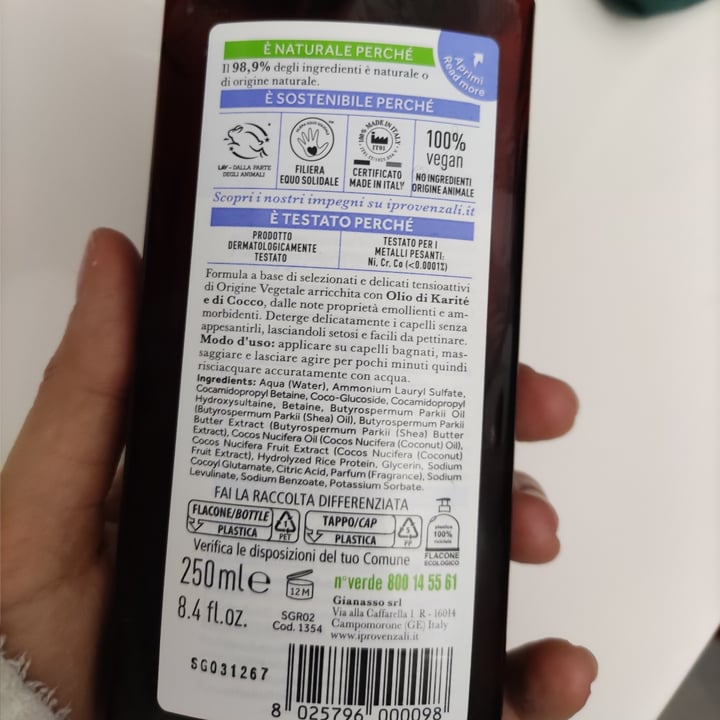 È NATURALE PERCHÉ
Il 98,9% degli ingredienti è naturale o
di origine naturale.
Aprimi
Read more
È SOSTENIBILE PERCHÉ
LAV - DALLA PARTE
DEGLI ANIMALI
FILIERA
EQUO SOLIDALE
100% MADE IN ITALY
IT01
CERTIFICATO
MADE IN ITALY
100%
vegan
NO INGREDIENTI
ORIGINE ANIMALE
Scopri i nostri impegni su iprovenzali.it
È TESTATO PERCHÉ
PRODOTTO
DERMATOLOGICAMENTE
TESTATO
TESTATO PER I
METALLI PESANTI:
Ni, Cr, Co (<0.0001%)
Formula a base di selezionati e delicati tensioattivi
di Origine Vegetale arricchita con Olio di Karité
e di Cocco, dalle note proprietà emollienti e am-
morbidenti. Deterge delicatamente i capelli senza
appesantirli, lasciandoli setosi e facili da pettinare.
Modo d'uso: applicare su capelli bagnati, mas-
saggiare e lasciare agire per pochi minuti quindi
risciacquare accuratamente con acqua.
Ingredients: Aqua (Water), Ammonium Lauryl Sulfate,
Cocamidopropyl Betaine, Coco-Glucoside, Cocamidopropyl
Hydroxysultaine, Betaine, Butyrospermum Parkii Oil
(Butyrospermum Parkii (Shea) Oil), Butyrospermum Parkii
Butter Extract (Butyrospermum Parkii (Shea) Butter
Extract), Cocos Nucifera Oil (Cocos Nucifera (Coconut) Oil),
Cocos Nucifera Fruit Extract (Cocos Nucifera (Coconut)
Fruit Extract), Hydrolyzed Rice Protein, Glycerin, Sodium
Cocoyl Glutamate, Citric Acid, Parfum (Fragrance), Sodium
Levulinate, Sodium Benzoate, Potassium Sorbate.
FAI LA RACCOLTA DIFFERENZIATA
FLACONE/BOTTLE
PLASTICA
1
PET
TAPPO/CAP
PLASTICA
5
PP
plastica
100%
riciclata
FLACONE
ECOLOGICO
Verifica le disposizioni del tuo Comune
250 ml e
8.4 fl.oz.
12 M
n° verde 800 14 55 61
SGR02
Cod. 1354
Gianasso srl
Via alla Caffarella 1 R - 16014
Campomorone (GE) Italy
www.iprovenzali.it
SG031267
8 025796 000098